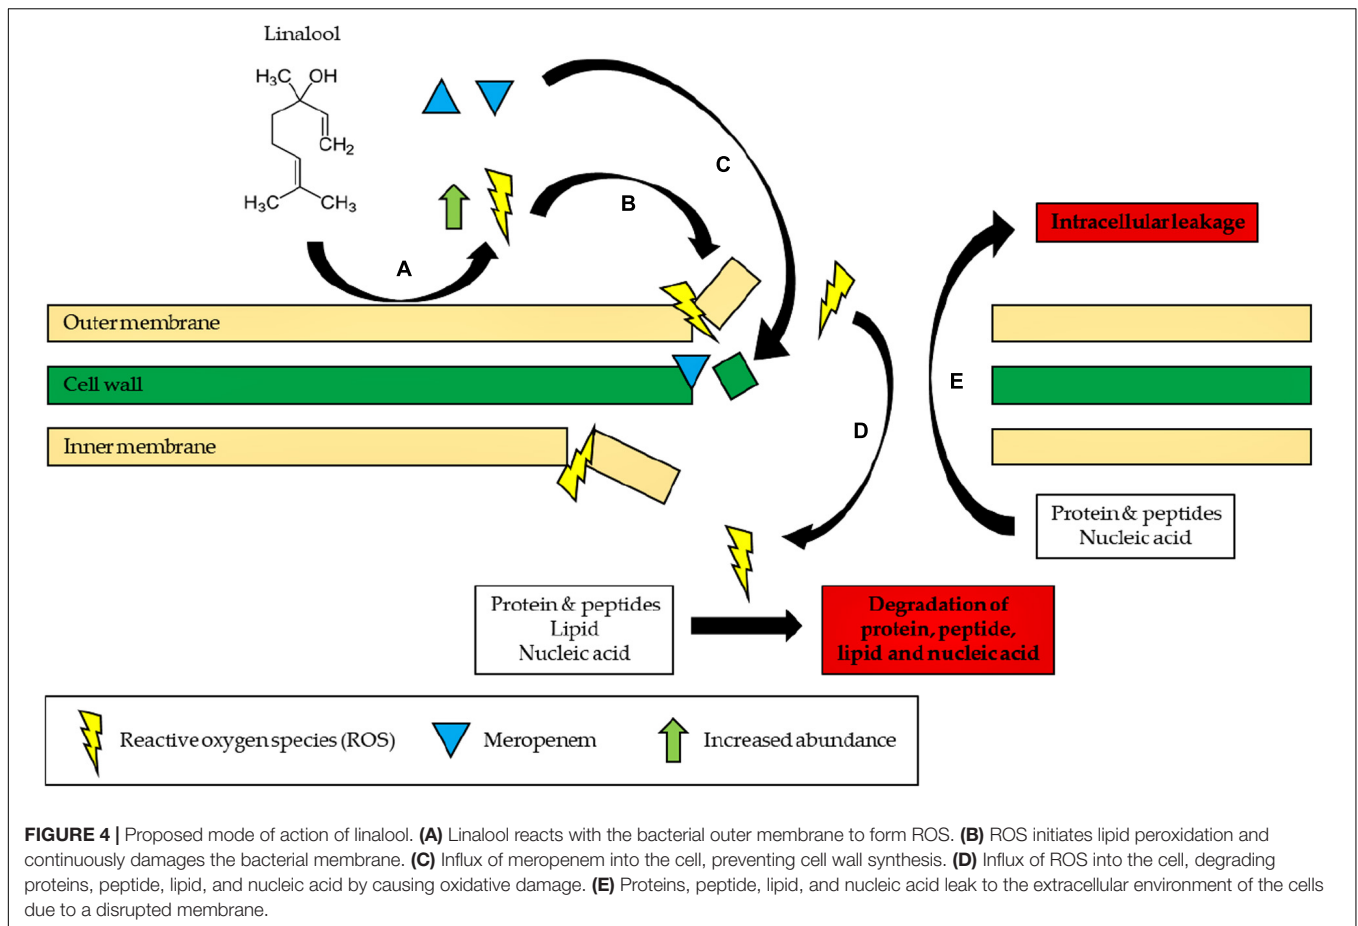 Linalool
H₃C
OH
CH₂
H₃C
CH₃
A
B
C
Intracellular leakage
Outer membrane
Cell wall
Inner membrane
D
E
Protein & peptides
Nucleic acid
Protein & peptides
Lipid
Nucleic acid
Degradation of
protein, peptide,
lipid and nucleic acid
Reactive oxygen species (ROS)
Meropenem
Increased abundance
FIGURE 4 | Proposed mode of action of linalool. (A) Linalool reacts with the bacterial outer membrane to form ROS. (B) ROS initiates lipid peroxidation and
continuously damages the bacterial membrane. (C) Influx of meropenem into the cell, preventing cell wall synthesis. (D) Influx of ROS into the cell, degrading
proteins, peptide, lipid, and nucleic acid by causing oxidative damage. (E) Proteins, peptide, lipid, and nucleic acid leak to the extracellular environment of the cells
due to a disrupted membrane.